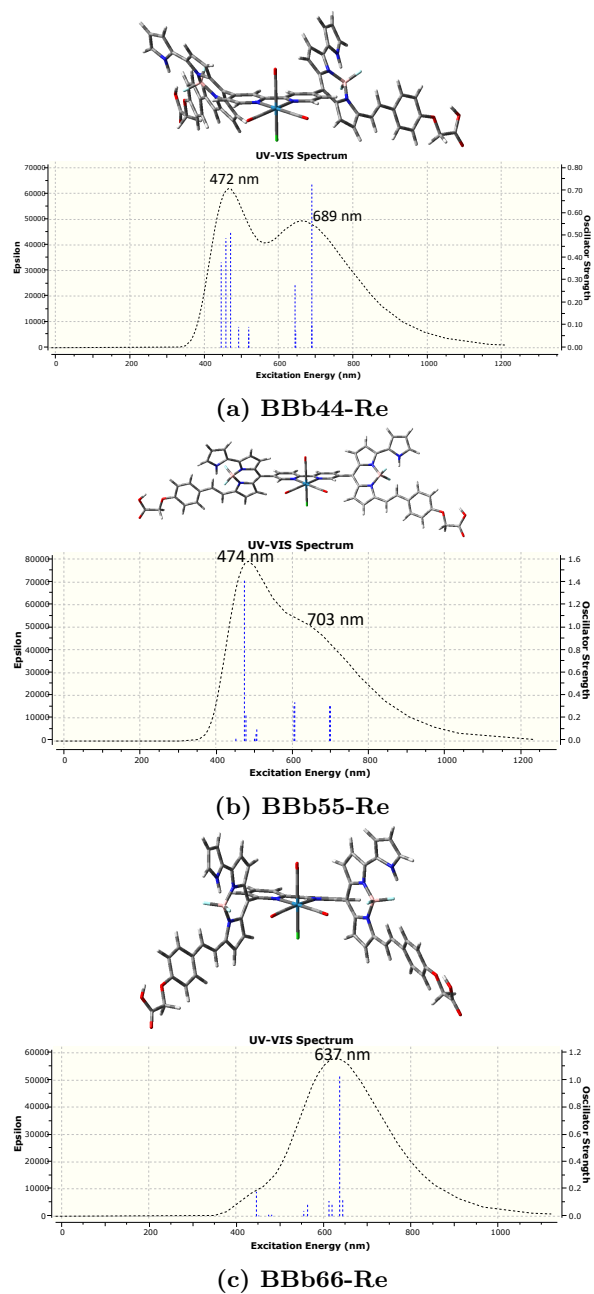 UV-VIS Spectrum
472 nm
689 nm
Epsilon
70000
60000
50000
40000
30000
20000
10000
0
Oscillator Strength
0.80
0.70
0.60
0.50
0.40
0.30
0.20
0.10
0.00
0 200 400 600 800 1000 1200
Excitation Energy (nm)
(a) BBb44-Re
UV-VIS Spectrum
474 nm
703 nm
Epsilon
80000
70000
60000
50000
40000
30000
20000
10000
0
Oscillator Strength
1.6
1.4
1.2
1.0
0.8
0.6
0.4
0.2
0.0
0 200 400 600 800 1000 1200
Excitation Energy (nm)
(b) BBb55-Re
UV-VIS Spectrum
637 nm
Epsilon
60000
50000
40000
30000
20000
10000
0
Oscillator Strength
1.2
1.0
0.8
0.6
0.4
0.2
0.0
0 200 400 600 800 1000
Excitation Energy (nm)
(c) BBb66-Re